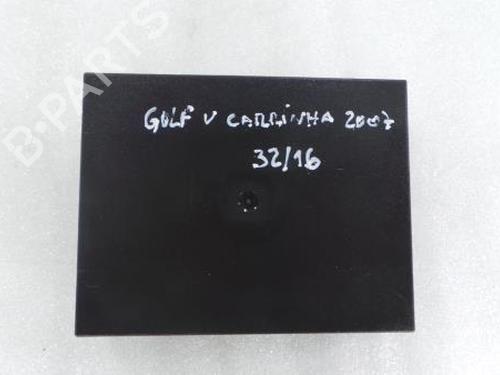 B-PARTS
GOLF V CARRINHA 2007
32/16